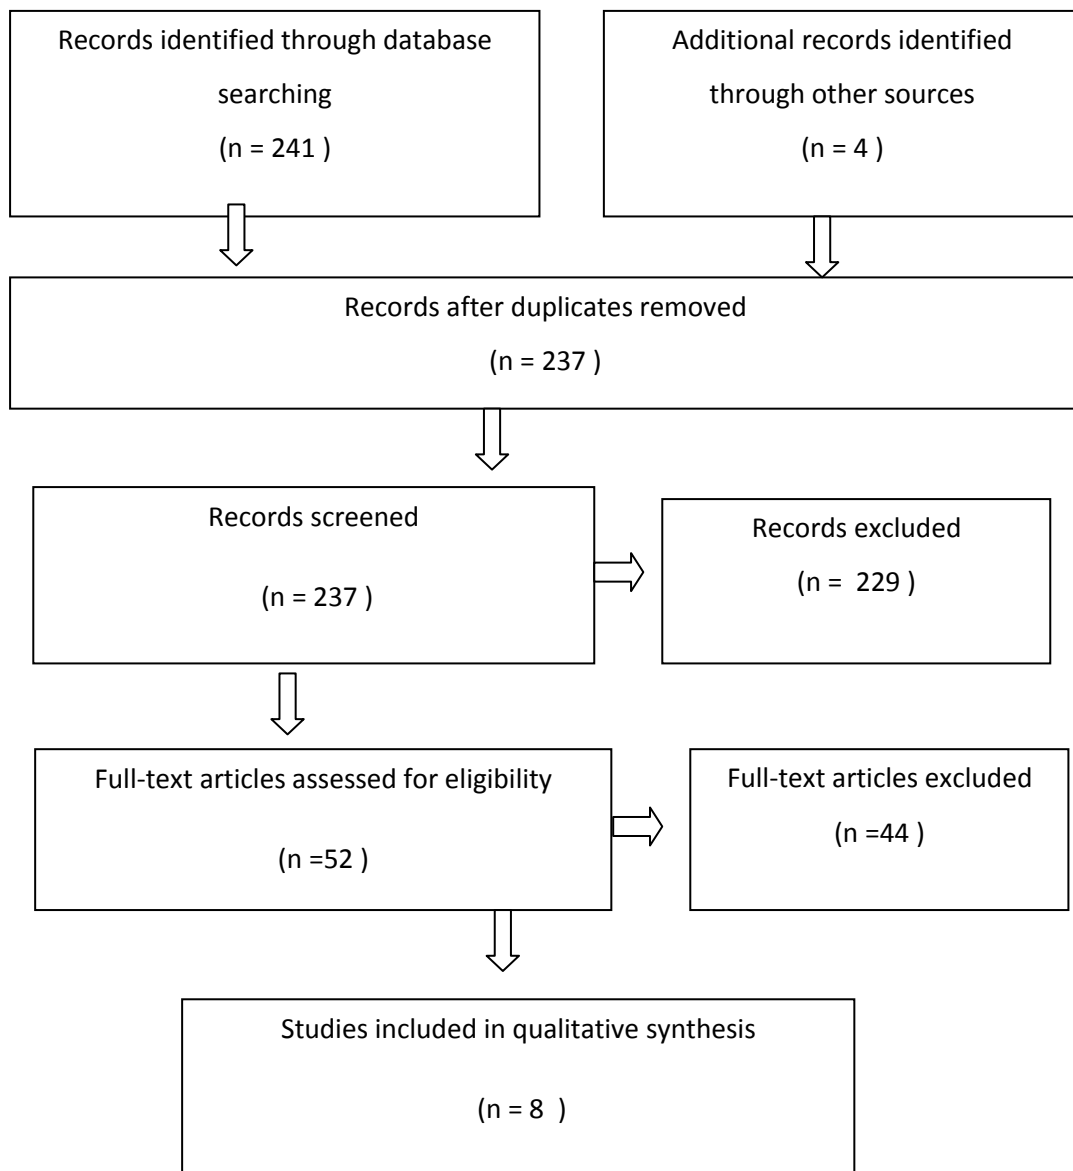 Records identified through database
searching
(n = 241 )
Additional records identified
through other sources
(n = 4 )
Records after duplicates removed
(n = 237 )
Records screened
(n = 237 )
Records excluded
(n =  229 )
Full-text articles assessed for eligibility
(n =52 )
Full-text articles excluded
(n =44 )
Studies included in qualitative synthesis
(n = 8  )